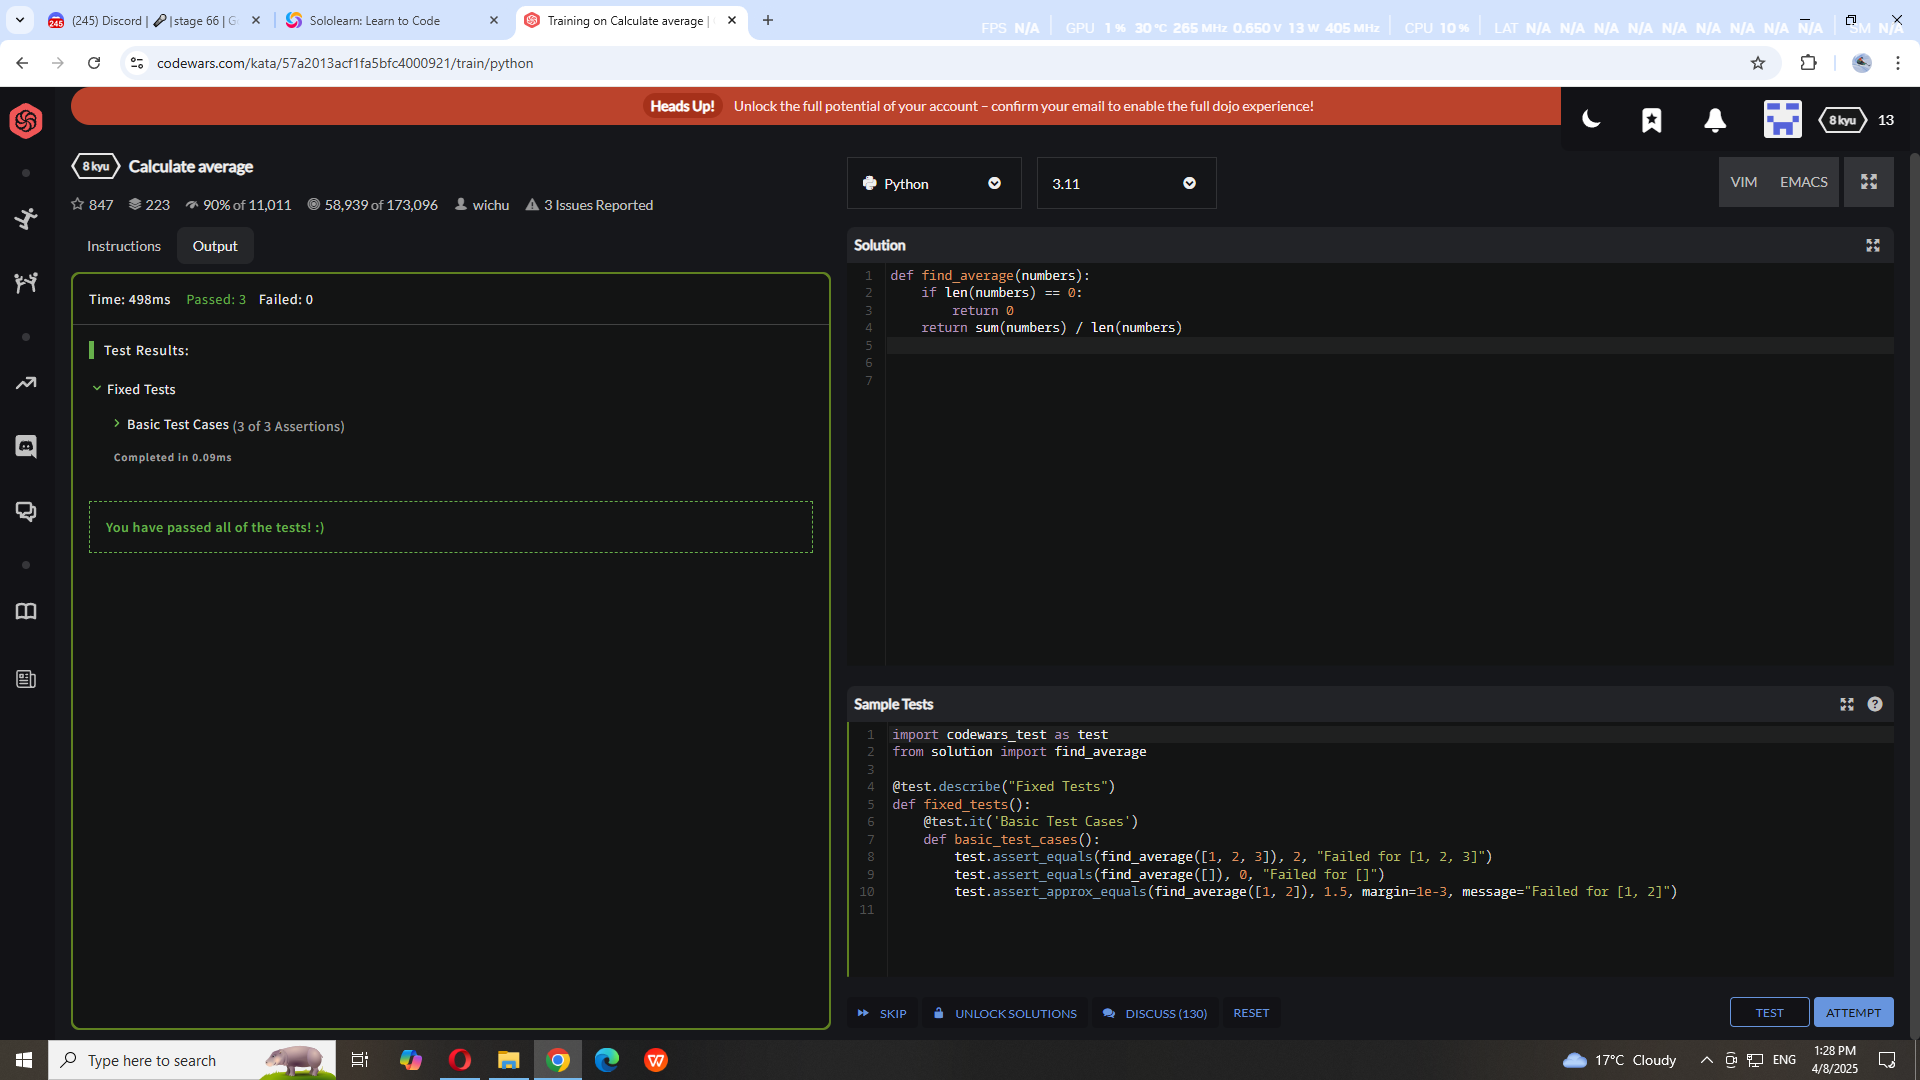 (245) Discord | 🎤 | stage 66 | G
Sololearn: Learn to Code
Training on Calculate average |
FPS N/A GPU 1 % 30 °C 265 MHz 0.650 V 13 W 405 MHz CPU 10 % LAT N/A N/A N/A N/A N/A N/A N/A N/A N/A SM N/A
codewars.com/kata/57a2013acf1fa5bfc4000921/train/python
Heads Up! Unlock the full potential of your account – confirm your email to enable the full dojo experience!
8 kyu 13
8 kyu Calculate average
847 223 90% of 11,011 58,939 of 173,096 wichu 3 Issues Reported
Python
3.11
VIM EMACS
Instructions Output
Time: 498ms Passed: 3 Failed: 0
Test Results:
Fixed Tests
Basic Test Cases (3 of 3 Assertions)
Completed in 0.09ms
You have passed all of the tests! :)
Solution
1 def find_average(numbers):
2     if len(numbers) == 0:
3         return 0
4     return sum(numbers) / len(numbers)
5
6
7
Sample Tests
1 import codewars_test as test
2 from solution import find_average
3
4 @test.describe("Fixed Tests")
5 def fixed_tests():
6     @test.it('Basic Test Cases')
7     def basic_test_cases():
8         test.assert_equals(find_average([1, 2, 3]), 2, "Failed for [1, 2, 3]")
9         test.assert_equals(find_average([]), 0, "Failed for []")
10         test.assert_approx_equals(find_average([1, 2]), 1.5, margin=1e-3, message="Failed for [1, 2]")
11
SKIP UNLOCK SOLUTIONS DISCUSS (130) RESET
TEST ATTEMPT
Type here to search
17°C Cloudy
ENG
1:28 PM
4/8/2025